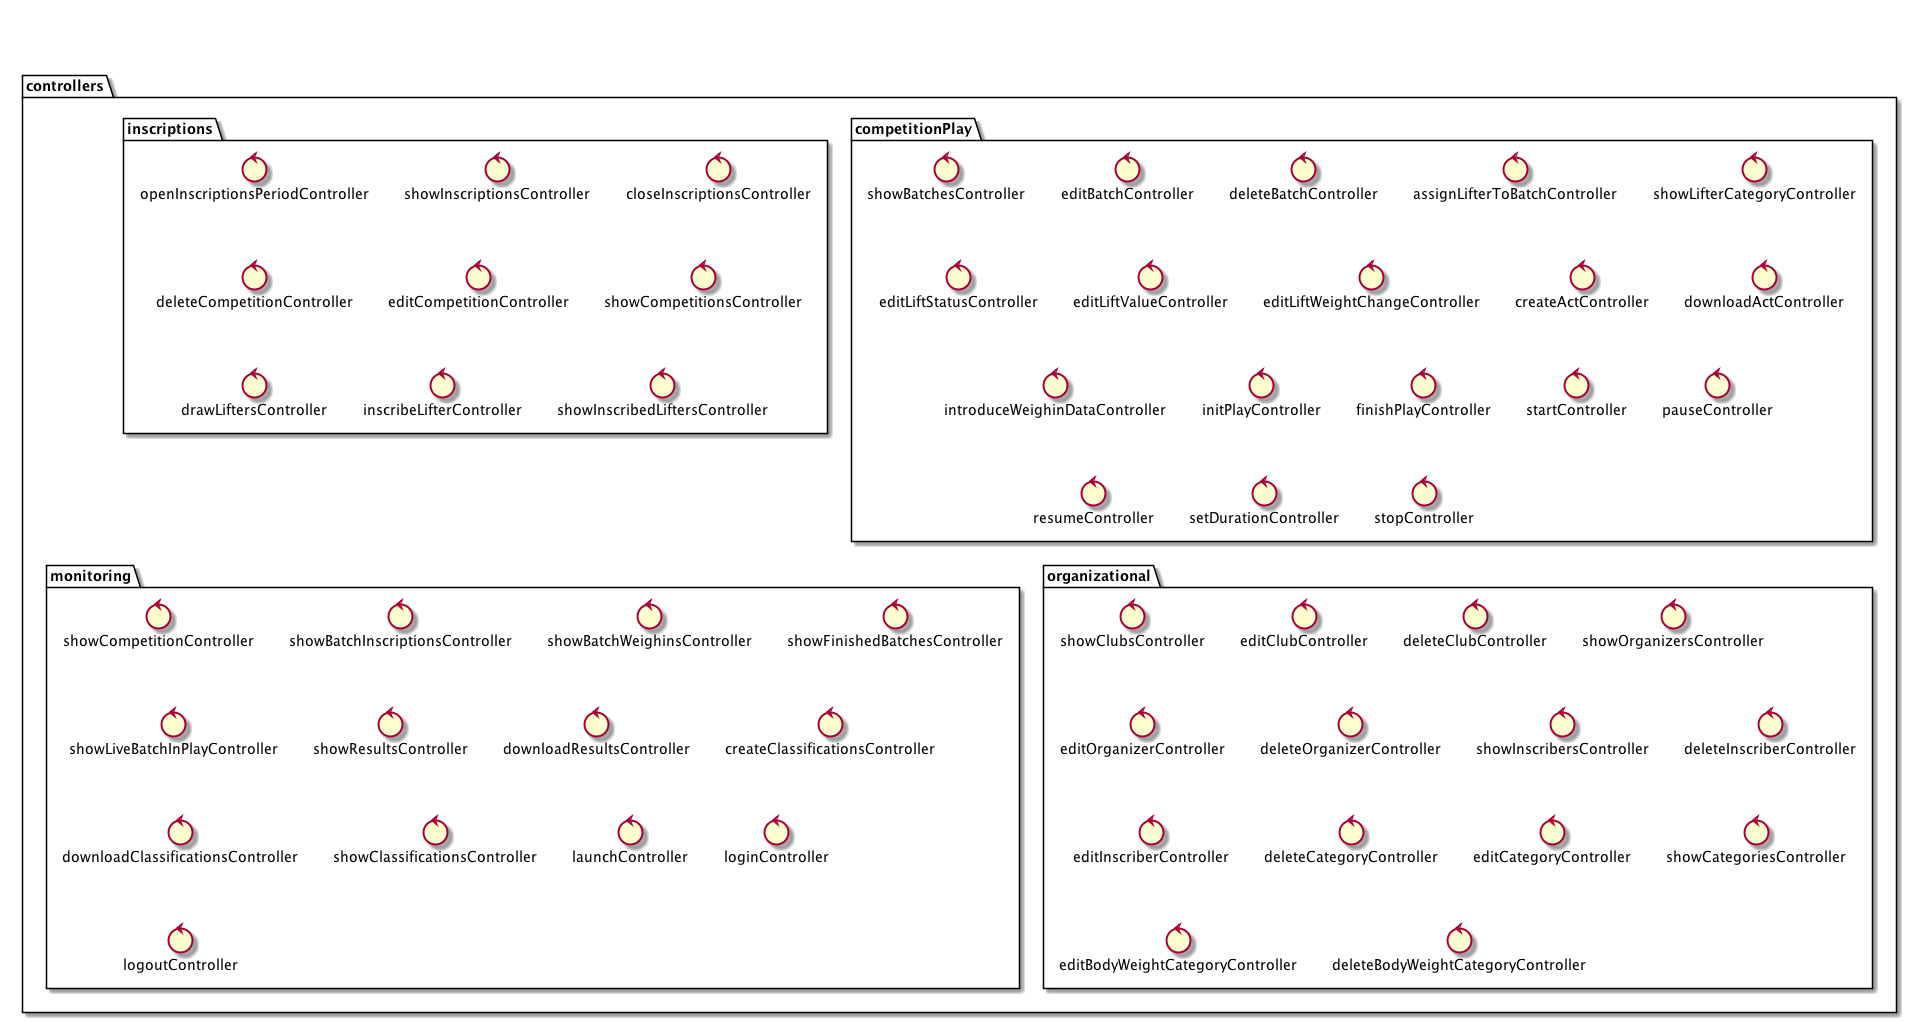 controllers
inscriptions
openInscriptionsPeriodController showInscriptionsController closeInscriptionsController
deleteCompetitionController editCompetitionController showCompetitionsController
drawLiftersController inscribeLifterController showInscribedLiftersController
competitionPlay
showBatchesController editBatchController deleteBatchController assignLifterToBatchController showLifterCategoryController
editLiftStatusController editLiftValueController editLiftWeightChangeController createActController downloadActController
introduceWeighinDataController initPlayController finishPlayController startController pauseController
resumeController setDurationController stopController
monitoring
showCompetitionController showBatchInscriptionsController showBatchWeighinsController showFinishedBatchesController
showLiveBatchInPlayController showResultsController downloadResultsController createClassificationsController
downloadClassificationsController showClassificationsController launchController loginController
logoutController
organizational
showClubsController editClubController deleteClubController showOrganizersController
editOrganizerController deleteOrganizerController showInscribersController deleteInscriberController
editInscriberController deleteCategoryController editCategoryController showCategoriesController
editBodyWeightCategoryController deleteBodyWeightCategoryController